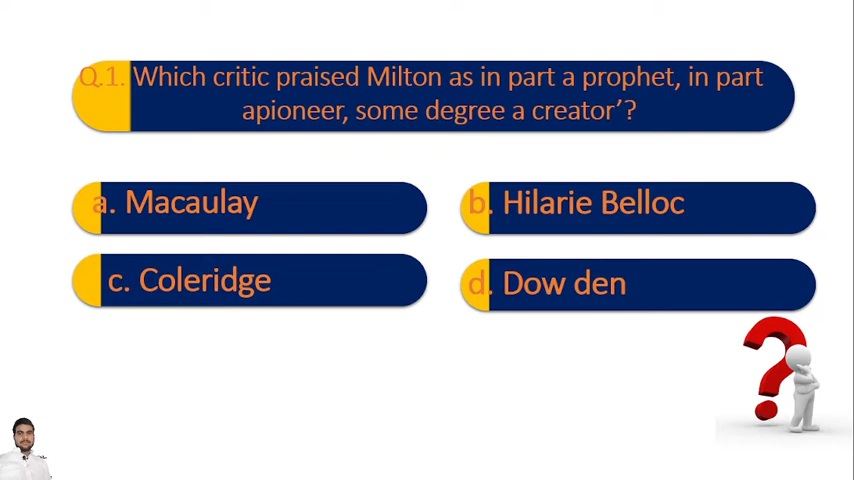 Q.1. Which critic praised Milton as in part a prophet, in part
apioneer, some degree a creator’?
a. Macaulay
b. Hilarie Belloc
c. Coleridge
d. Dow den